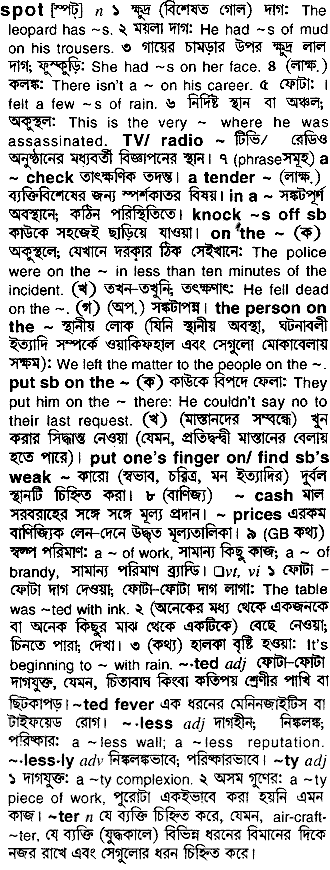 spot [স্পট্] n ১ ক্ষুদ্র (বিশেষত গোল) দাগ: The
leopard has ~s. ২ ময়লা দাগ: He had ~s of mud
on his trousers. ৩ গায়ের চামড়ার উপর ক্ষুদ্র লাল
দাগ; ফুস্কুড়ি: She had ~s on her face. ৪ (লাক্ষ.)
কলঙ্ক: There isn't a ~ on his career. ৫ ফোটা: I
felt a few ~s of rain. ৬ নির্দিষ্ট স্থান বা অঞ্চল;
অকুস্থল: This is the very ~ where he was
assassinated. TV/ radio ~ টিভি/ রেডিও
অনুষ্ঠানের মধ্যবর্তী বিজ্ঞাপনের স্থান। ৭ (phraseসমূহ) a
~ check তাৎক্ষণিক তদন্ত। a tender ~ (লাক্ষ.)
ব্যক্তিবিশেষের জন্য স্পর্শকাতর বিষয়। in a ~ সঙ্কটপূর্ণ
অবস্থানে; কঠিন পরিস্থিতিতে। knock ~s off sb
কাউকে সহজেই ছাড়িয়ে যাওয়া। on the ~ (ক)
অকুস্থলে; যেখানে দরকার ঠিক সেইখানে: The police
were on the ~ in less than ten minutes of the
incident. (খ) তখন-তখুনি; তৎক্ষণাৎ: He fell dead
on the ~. (গ) (অপ.) সঙ্কটাপন্ন। the person on
the ~ স্থানীয় লোক (যিনি স্থানীয় অবস্থা, ঘটনাবলী
ইত্যাদি সম্পর্কে ওয়াকিফহাল এবং সেগুলো মোকাবেলায়
সক্ষম): We left the matter to the people on the ~.
put sb on the ~ (ক) কাউকে বিপদে ফেলা: They
put him on the ~ there: He couldn't say no to
their last request. (খ) (মাস্তানদের সম্বন্ধে) খুন
করার সিদ্ধান্ত নেওয়া (যেমন, প্রতিদ্বন্দ্বী মাস্তানের বেলায়
হতে পারে)। put one's finger on/ find sb's
weak ~ কারো (স্বভাব, চরিত্র, মন ইত্যাদির) দুর্বল
স্থানটি চিহ্নিত করা। ৮ (বাণিজ্য) ~ cash মাল
সরবরাহের সঙ্গে সঙ্গে মূল্য প্রদান। ~ prices এরকম
বাণিজ্যিক লেন-দেনে উদ্ধৃত মূল্যতালিকা। ৯ (GB কথ্য)
স্বল্প পরিমাণ: a ~ of work, সামান্য কিছু কাজ; a ~ of
brandy, সামান্য পরিমাণ ব্র্যান্ডি। □vt, vi ১ ফোটা -
ফোটা দাগ দেওয়া; ফোটা-ফোটা দাগ লাগা: The table
was ~ted with ink. ২ (অনেকের মধ্য থেকে একজনকে
বা অনেক কিছুর মাঝ থেকে একটিকে) বেছে নেওয়া;
চিনতে পারা; দেখা। ৩ (কথ্য) হালকা বৃষ্টি হওয়া: It's
beginning to ~ with rain. ~·ted adj ফোটা-ফোটা
দাগযুক্ত, যেমন, চিতাবাঘ কিংবা কতিপয় শ্রেণীর পাখি বা
ছিটকাপড়। ~ted fever এক ধরনের মেনিনজাইটিস বা
টাইফয়েড রোগ। ~·less adj দাগহীন; নিষ্কলঙ্ক;
পরিষ্কার: a ~less wall; a ~less reputation.
~·less·ly adv নিষ্কলঙ্কভাবে; পরিষ্কারভাবে। ~ty adj
১ দাগযুক্ত: a ~ty complexion. ২ অসম গুণের: a ~ty
piece of work, পুরোটা একইভাবে করা হয়নি এমন
কাজ। ~ter n যে ব্যক্তি চিহ্নিত করে, যেমন, air-craft-
~ter, যে ব্যক্তি (যুদ্ধকালে) বিভিন্ন ধরনের বিমানের দিকে
নজর রাখে এবং সেগুলোর ধরন চিহ্নিত করে।